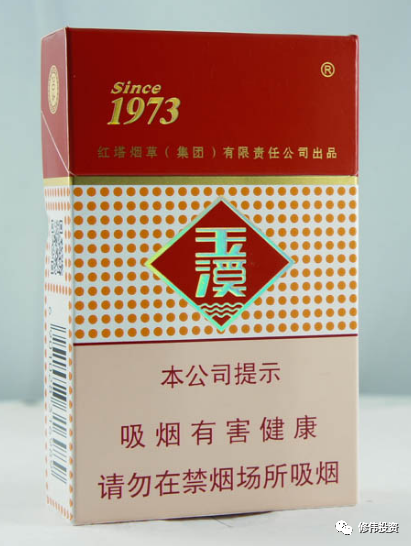 Since
1973
®
红塔烟草（集团）有限责任公司出品
玉溪
本公司提示
吸烟有害健康
请勿在禁烟场所吸烟
修伟投资